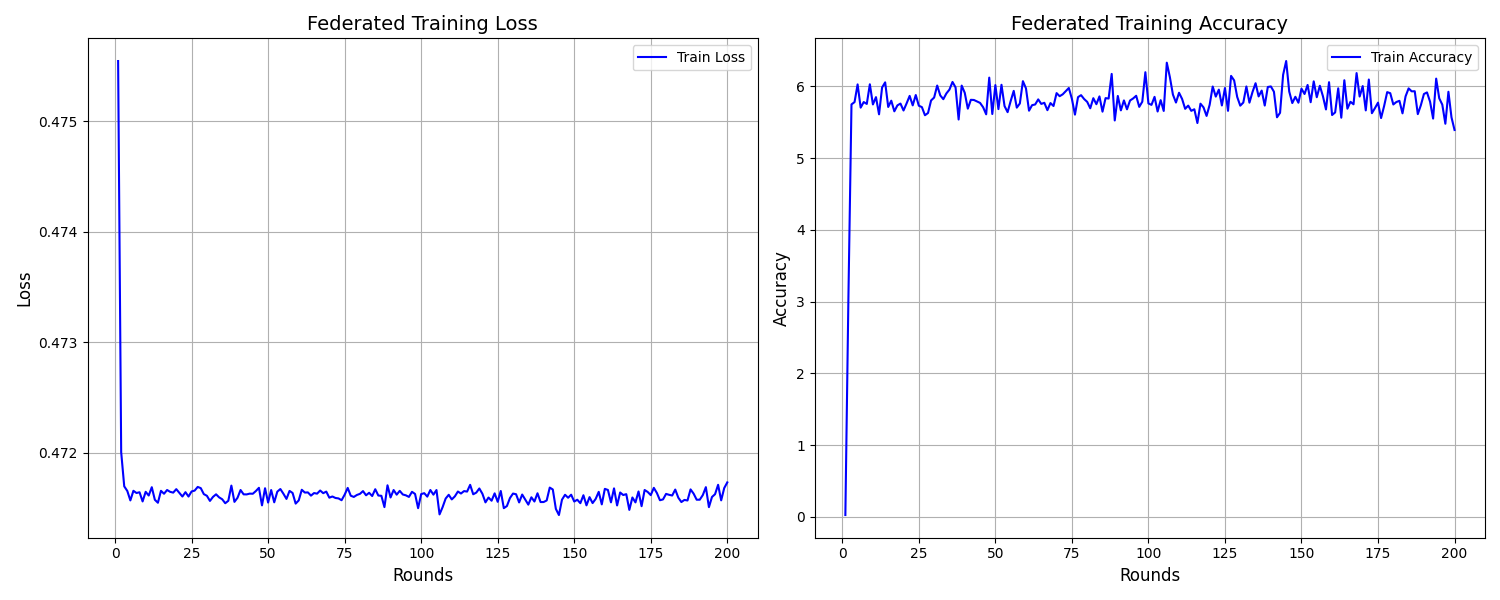 Federated Training Loss
Train Loss
0.475
0.474
0.473
0.472
Loss
0 25 50 75 100 125 150 175 200
Rounds
Federated Training Accuracy
Train Accuracy
6
5
4
3
2
1
0
Accuracy
0 25 50 75 100 125 150 175 200
Rounds